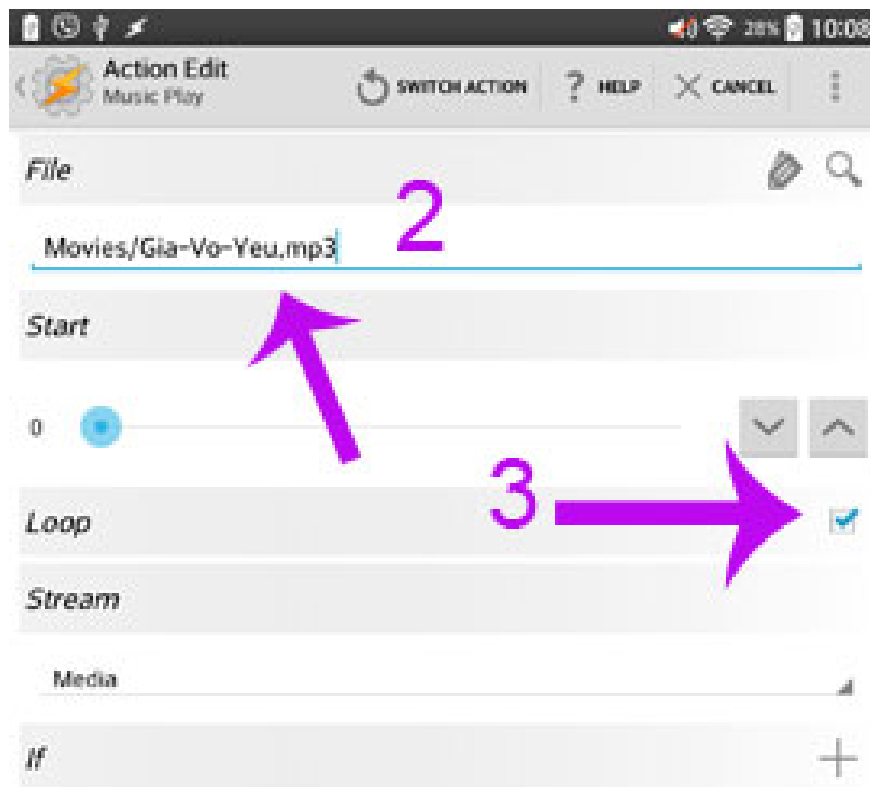 28% 10:08
Action Edit
Music Play
SWITCH ACTION
? HELP
CANCEL
File
2
Movies/Gia-Vo-Yeu.mp3
Start
0
3
Loop
Stream
Media
If